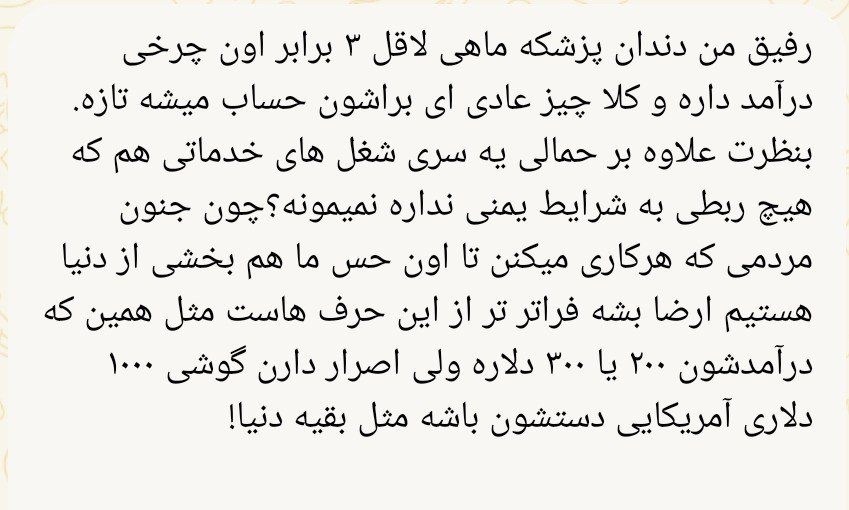 رفیق من دندان پزشکه ماهی لاقل ۳ برابر اون چرخی
درآمد داره و کلا چیز عادی ای براشون حساب میشه تازه.
بنظرت علاوه بر حمالی یه سری شغل های خدماتی هم که
هیچ ربطی به شرایط یمنی نداره نمیمونه؟چون جنون
مردمی که هرکاری میکنن تا اون حس ما هم بخشی از دنیا
هستیم ارضا بشه فراتر تر از این حرف هاست مثل همین که
درآمدشون ۲۰۰ یا ۳۰۰ دلاره ولی اصرار دارن گوشی ۱۰۰۰
دلاری آمریکایی دستشون باشه مثل بقیه دنیا!